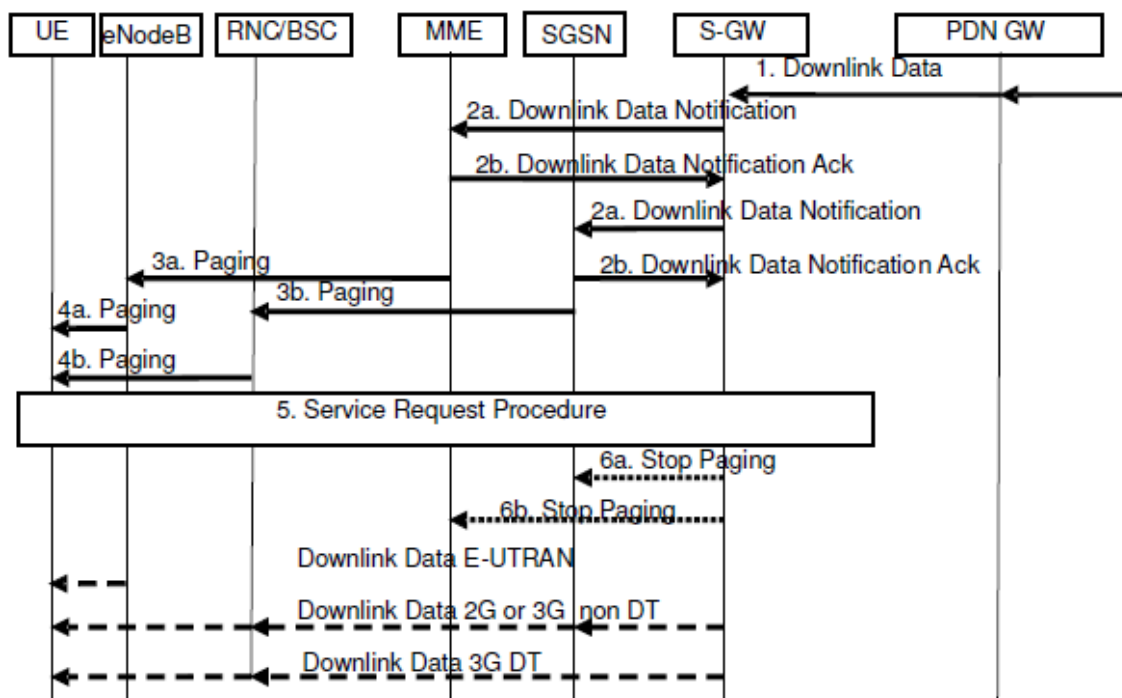 UE eNodeB RNC/BSC MME SGSN S-GW PDN GW
1. Downlink Data
2a. Downlink Data Notification
2b. Downlink Data Notification Ack
2a. Downlink Data Notification
3a. Paging
2b. Downlink Data Notification Ack
3b. Paging
4a. Paging
4b. Paging
5. Service Request Procedure
6a. Stop Paging
6b. Stop Paging
Downlink Data E-UTRAN
Downlink Data 2G or 3G non DT
Downlink Data 3G DT